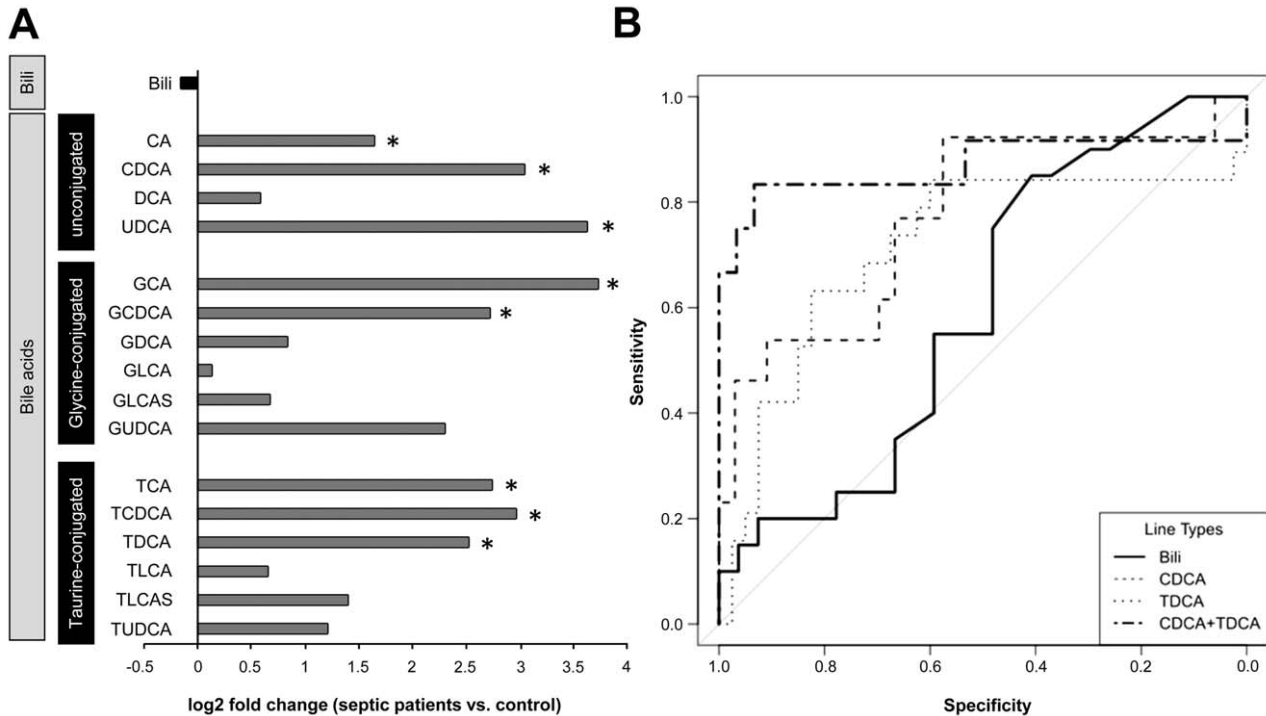 A
Bili
Bile acids
unconjugated
Glycine-conjugated
Taurine-conjugated
Bili
CA *
CDCA *
DCA
UDCA *
GCA *
GCDCA *
GDCA
GLCA
GLCAS
GUDCA
TCA *
TCDCA *
TDCA *
TLCA
TLCAS
TUDCA
-0.5 0 0.5 1 1.5 2 2.5 3 3.5 4
log2 fold change (septic patients vs. control)
B
Sensitivity
1.0
0.8
0.6
0.4
0.2
0.0
1.0 0.8 0.6 0.4 0.2 0.0
Specificity
Line Types
Bili
CDCA
TDCA
CDCA+TDCA